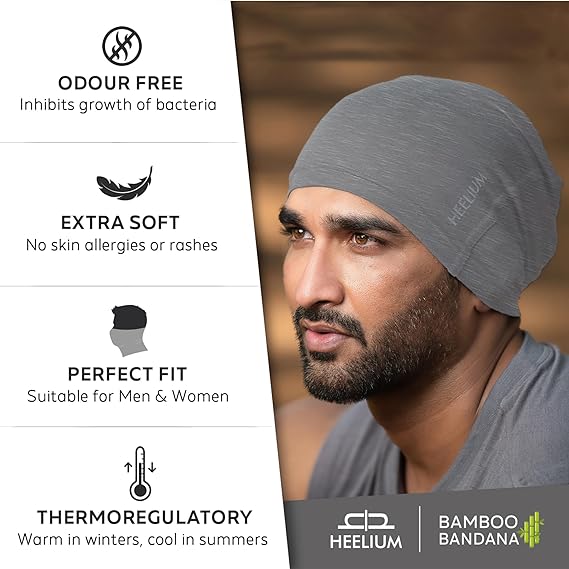 ODOUR FREE
Inhibits growth of bacteria
EXTRA SOFT
No skin allergies or rashes
PERFECT FIT
Suitable for Men & Women
THERMOREGULATORY
Warm in winters, cool in summers
HEELIUM
HEELIUM
BAMBOO
BANDANA